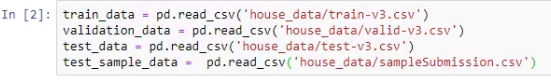 In [2]: train_data = pd.read_csv('house_data/train-v3.csv')
validation_data = pd.read_csv('house_data/valid-v3.csv')
test_data = pd.read_csv('house_data/test-v3.csv')
test_sample_data =  pd.read_csv('house_data/sampleSubmission.csv')